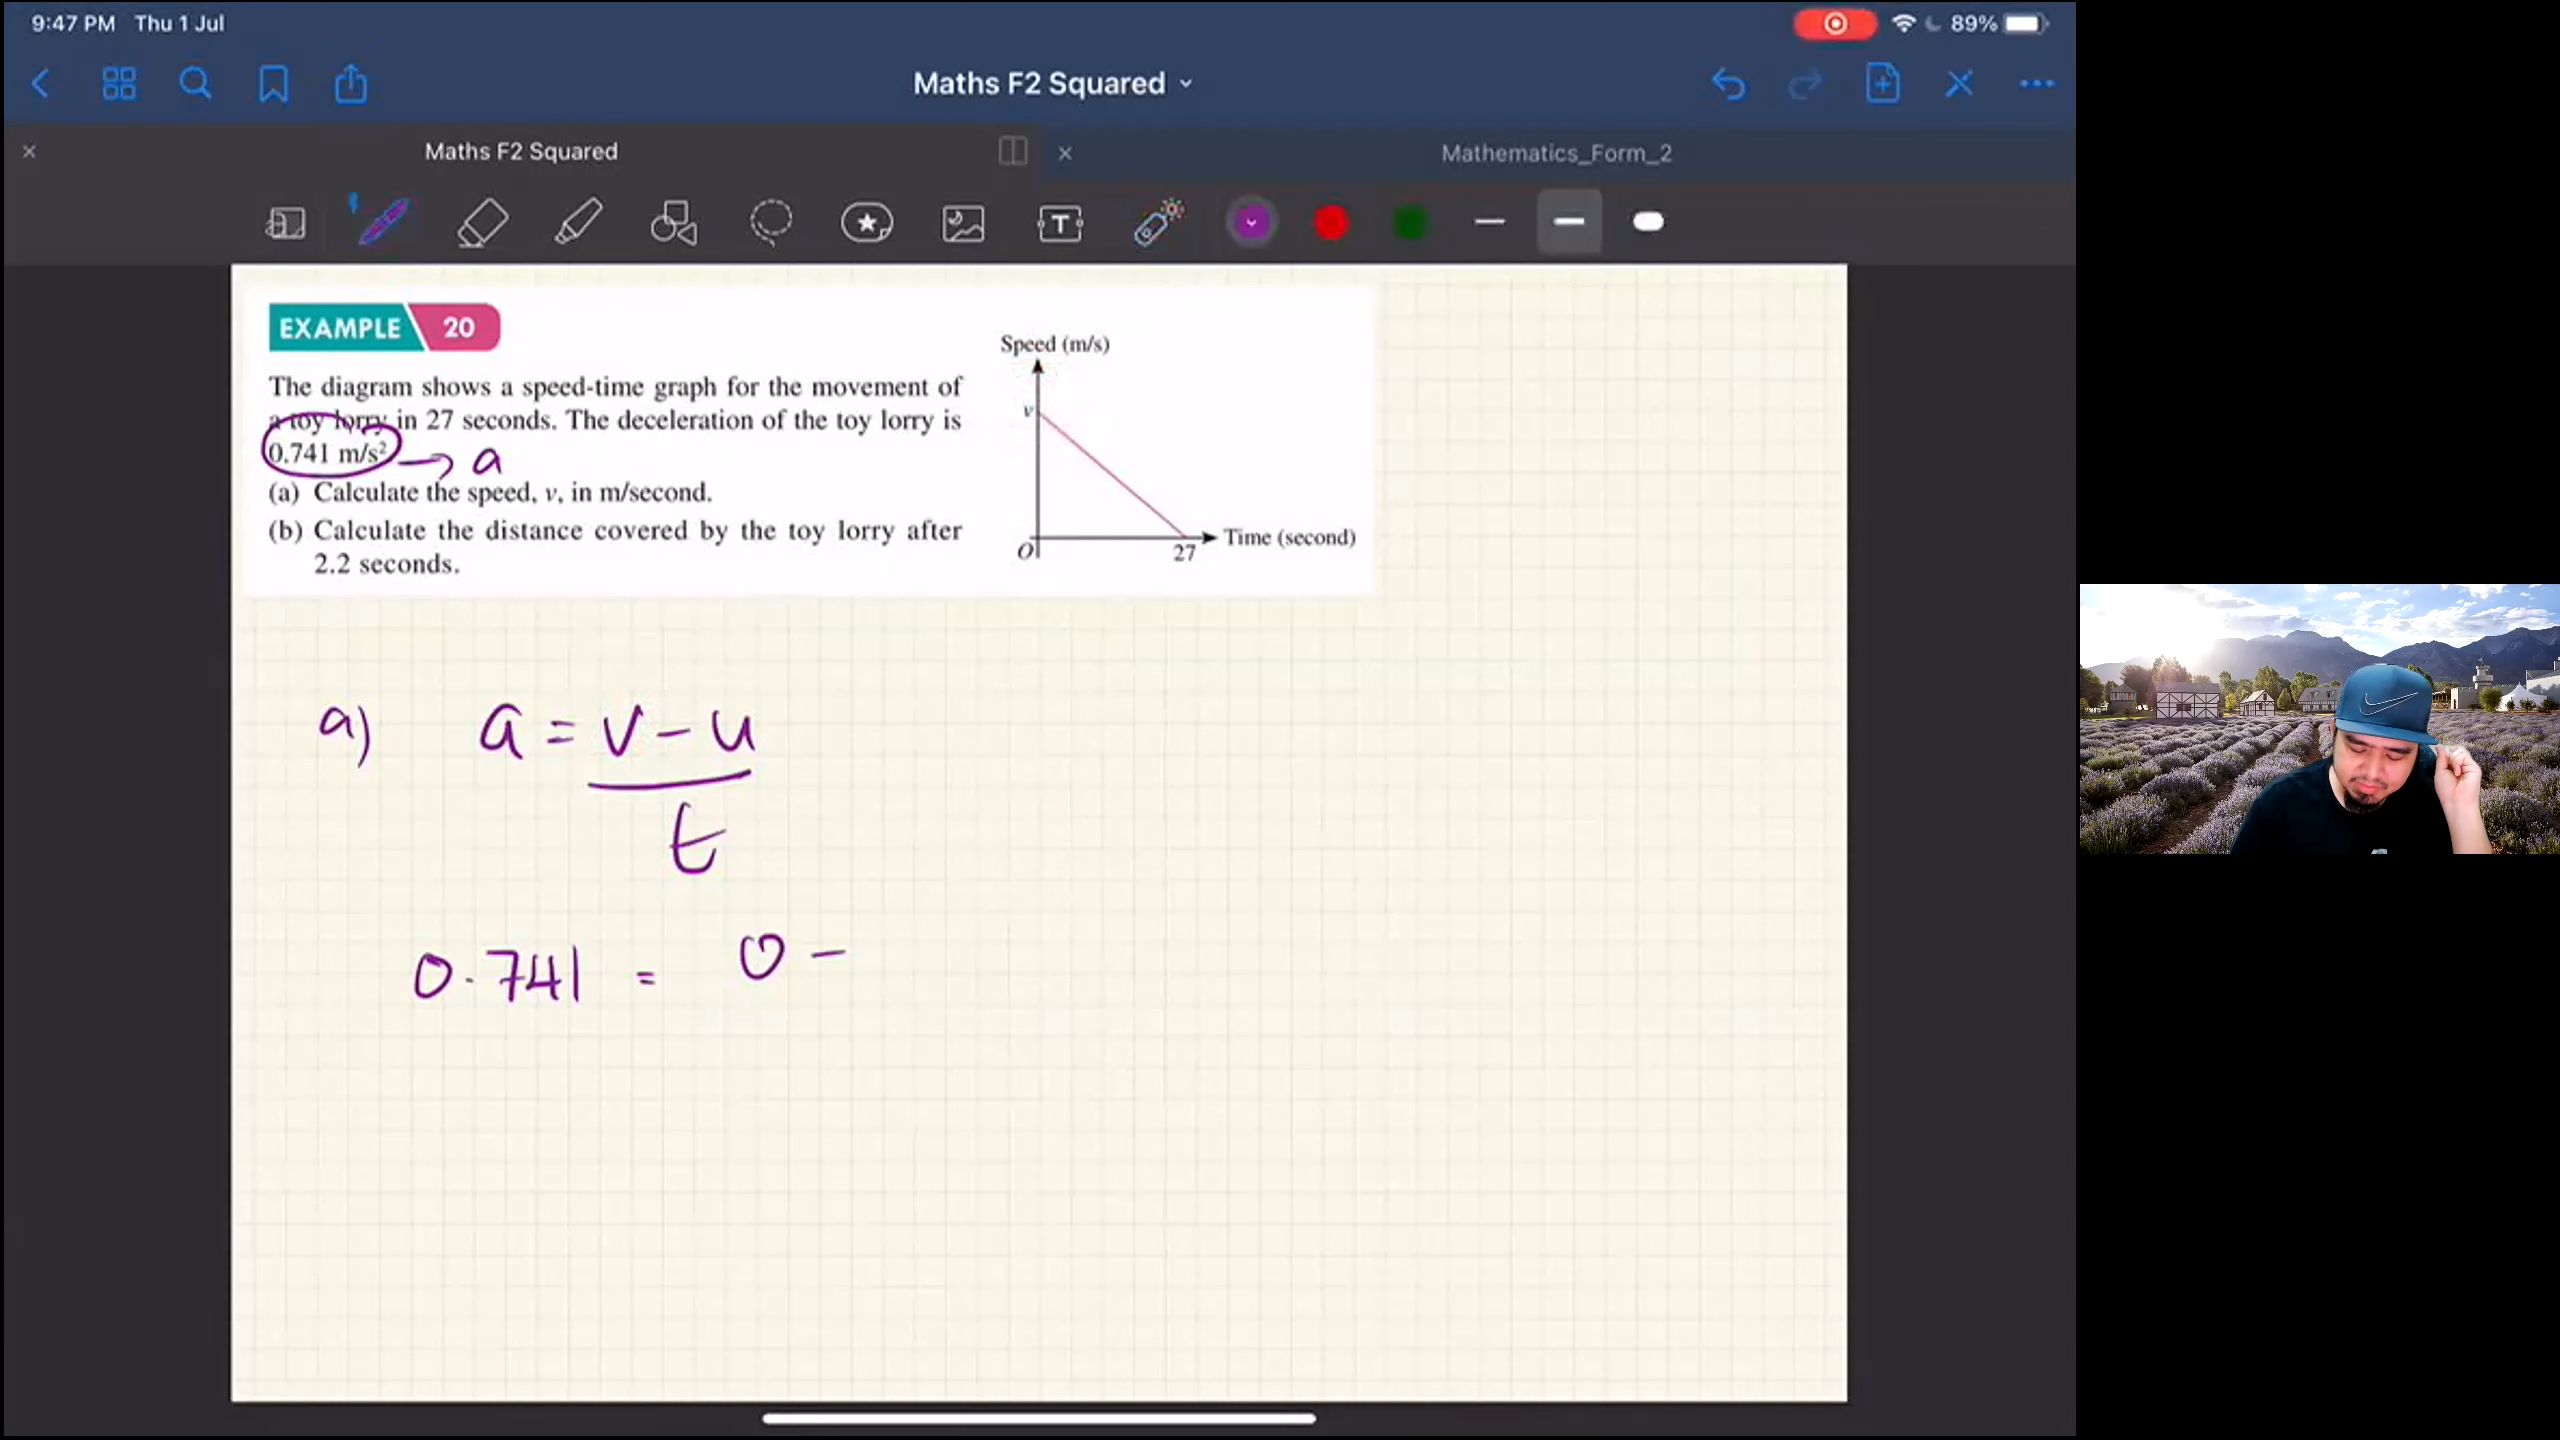 9:47 PM Thu 1 Jul
89%
Maths F2 Squared
Maths F2 Squared
Mathematics_Form_2
EXAMPLE 20
The diagram shows a speed-time graph for the movement of
a toy lorry in 27 seconds. The deceleration of the toy lorry is
0.741 m/s² → a
(a) Calculate the speed, v, in m/second.
(b) Calculate the distance covered by the toy lorry after
2.2 seconds.
Speed (m/s)
v
O
27
Time (second)
a) a = v - u
t
0.741 = 0 -